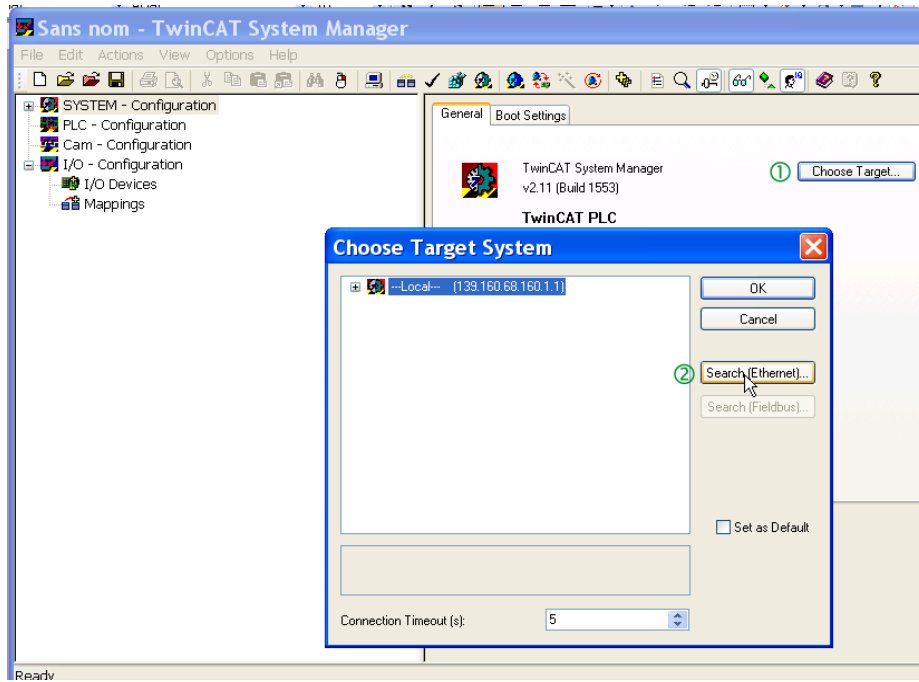 Sans nom - TwinCAT System Manager
File Edit Actions View Options Help
SYSTEM - Configuration
PLC - Configuration
Cam - Configuration
I/O - Configuration
I/O Devices
Mappings
General Boot Settings
TwinCAT System Manager
v2.11 (Build 1553)
TwinCAT PLC
① Choose Target...
Choose Target System
---Local--- (139.160.68.160.1.1)
OK
Cancel
② Search (Ethernet)...
Search (Fieldbus)...
Set as Default
Connection Timeout (s): 5
Ready